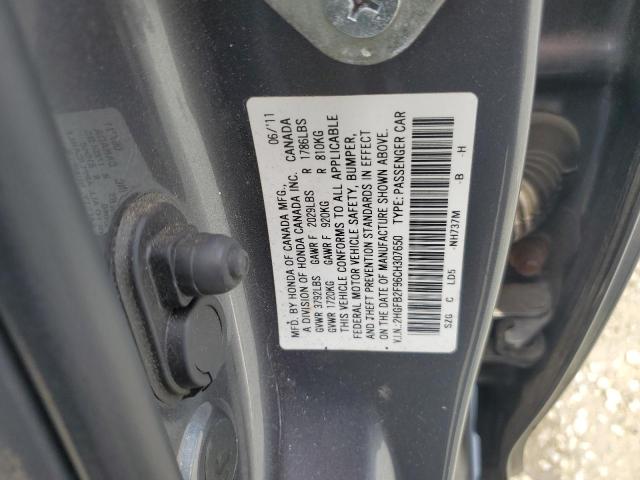 MFD. BY HONDA OF CANADA MFG. 06/'11
A DIVISION OF HONDA CANADA INC. CANADA
GVWR 3792LBS GAWR F 2029LBS R 1786LBS
GVWR 1720KG GAWR F 920KG R 810KG
THIS VEHICLE CONFORMS TO ALL APPLICABLE
FEDERAL MOTOR VEHICLE SAFETY, BUMPER,
AND THEFT PREVENTION STANDARDS IN EFFECT
ON THE DATE OF MANUFACTURE SHOWN ABOVE.
V.I.N.:2HGFB2F96CH307650 TYPE:PASSENGER CAR
SZG C LD5 -NH737M -B -H